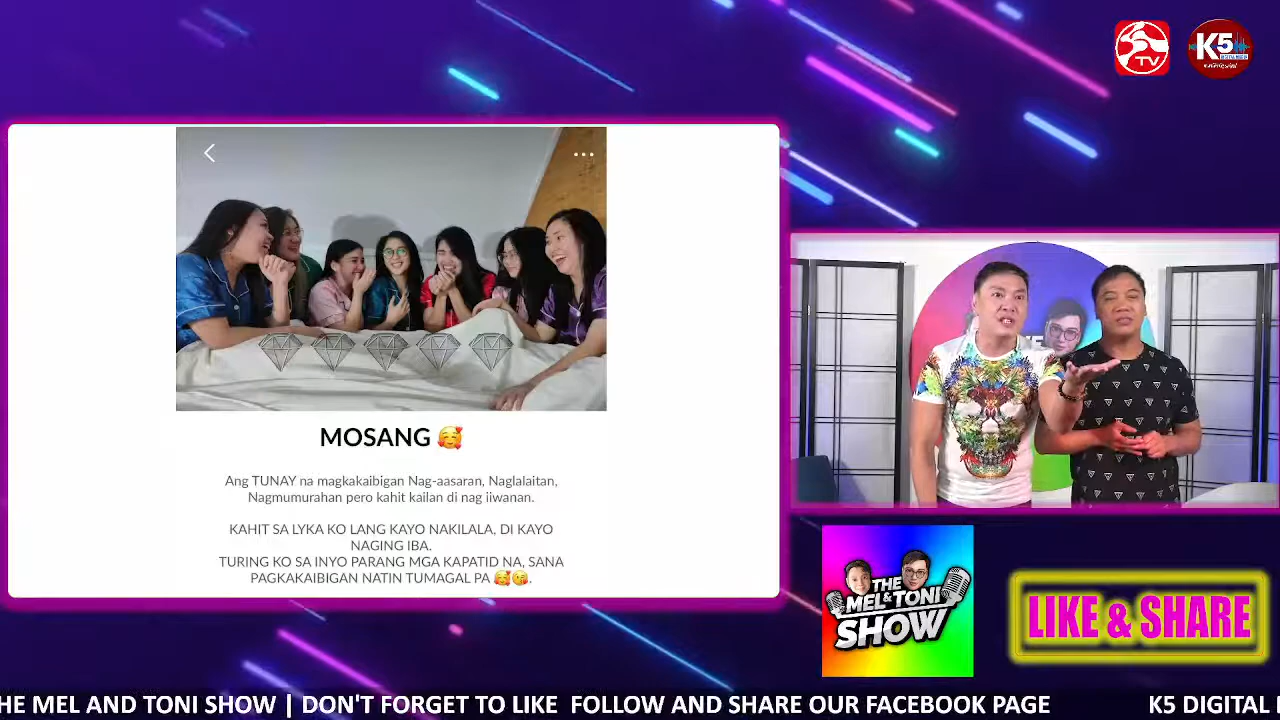 TV
K5
MOSANG 🥰
Ang TUNAY na magkakaibigan Nag-aasaran, Naglalaitan,
Nagmumurahan pero kahit kailan di nag iiwanan.
KAHIT SA LYKA KO LANG KAYO NAKILALA, DI KAYO
NAGING IBA.
TURING KO SA INYO PARANG MGA KAPATID NA, SANA
PAGKAKAIBIGAN NATIN TUMAGAL PA 🥰😘.
THE
MEL & TONI
SHOW
LIKE & SHARE
HE MEL AND TONI SHOW | DON'T FORGET TO LIKE FOLLOW AND SHARE OUR FACEBOOK PAGE K5 DIGITAL